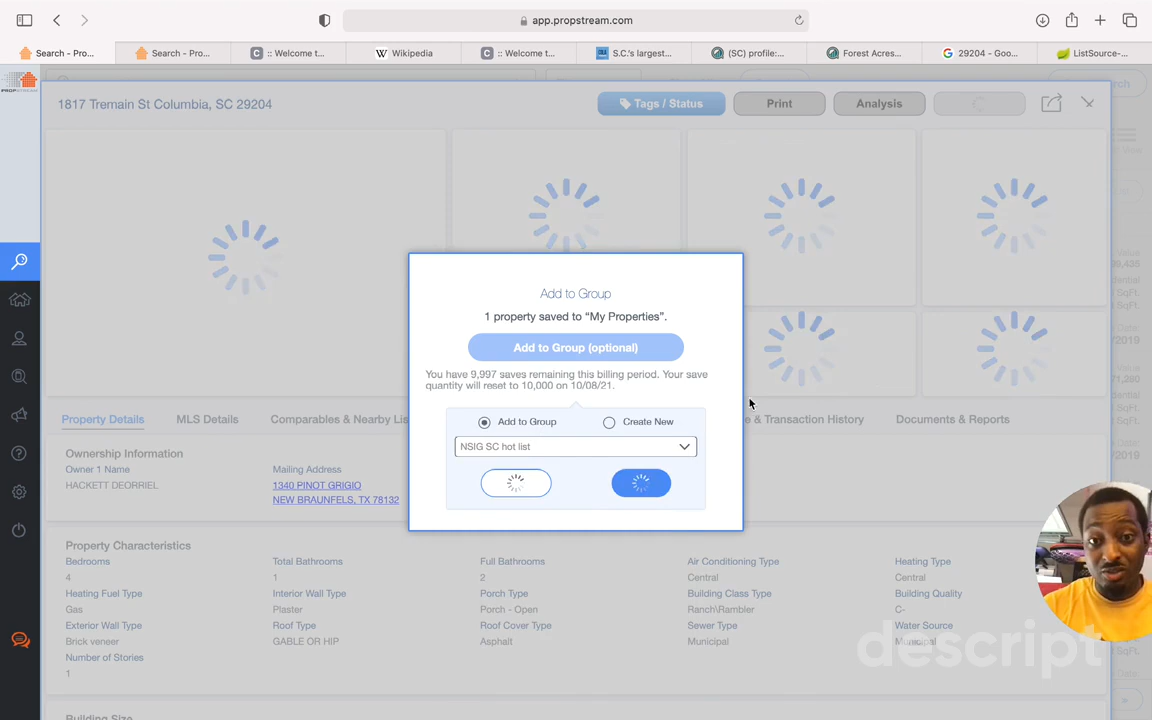 app.propstream.com
Search - Pro...
Search - Pro...
:: Welcome t...
Wikipedia
:: Welcome t...
S.C.'s largest...
(SC) profile:...
Forest Acres...
29204 - Goo...
ListSource-...
PROPSTREAM
1817 Tremain St Columbia, SC 29204
Tags / Status
Print
Analysis
Add to Group
1 property saved to “My Properties”.
Add to Group (optional)
You have 9,997 saves remaining this billing period. Your save
quantity will reset to 10,000 on 10/08/21.
Add to Group
Create New
NSIG SC hot list
Property Details
MLS Details
Comparables & Nearby Lis
e & Transaction History
Documents & Reports
Ownership Information
Owner 1 Name
Mailing Address
HACKETT DEORRIEL
1340 PINOT GRIGIO
NEW BRAUNFELS, TX 78132
Property Characteristics
Bedrooms
Total Bathrooms
Full Bathrooms
Air Conditioning Type
Heating Type
4
1
2
Central
Central
Heating Fuel Type
Interior Wall Type
Porch Type
Building Class Type
Building Quality
Gas
Plaster
Porch - Open
Ranch\Rambler
C-
Exterior Wall Type
Roof Type
Roof Cover Type
Sewer Type
Water Source
Brick veneer
GABLE OR HIP
Asphalt
Municipal
Municipal
Number of Stories
1
Building Size
descript